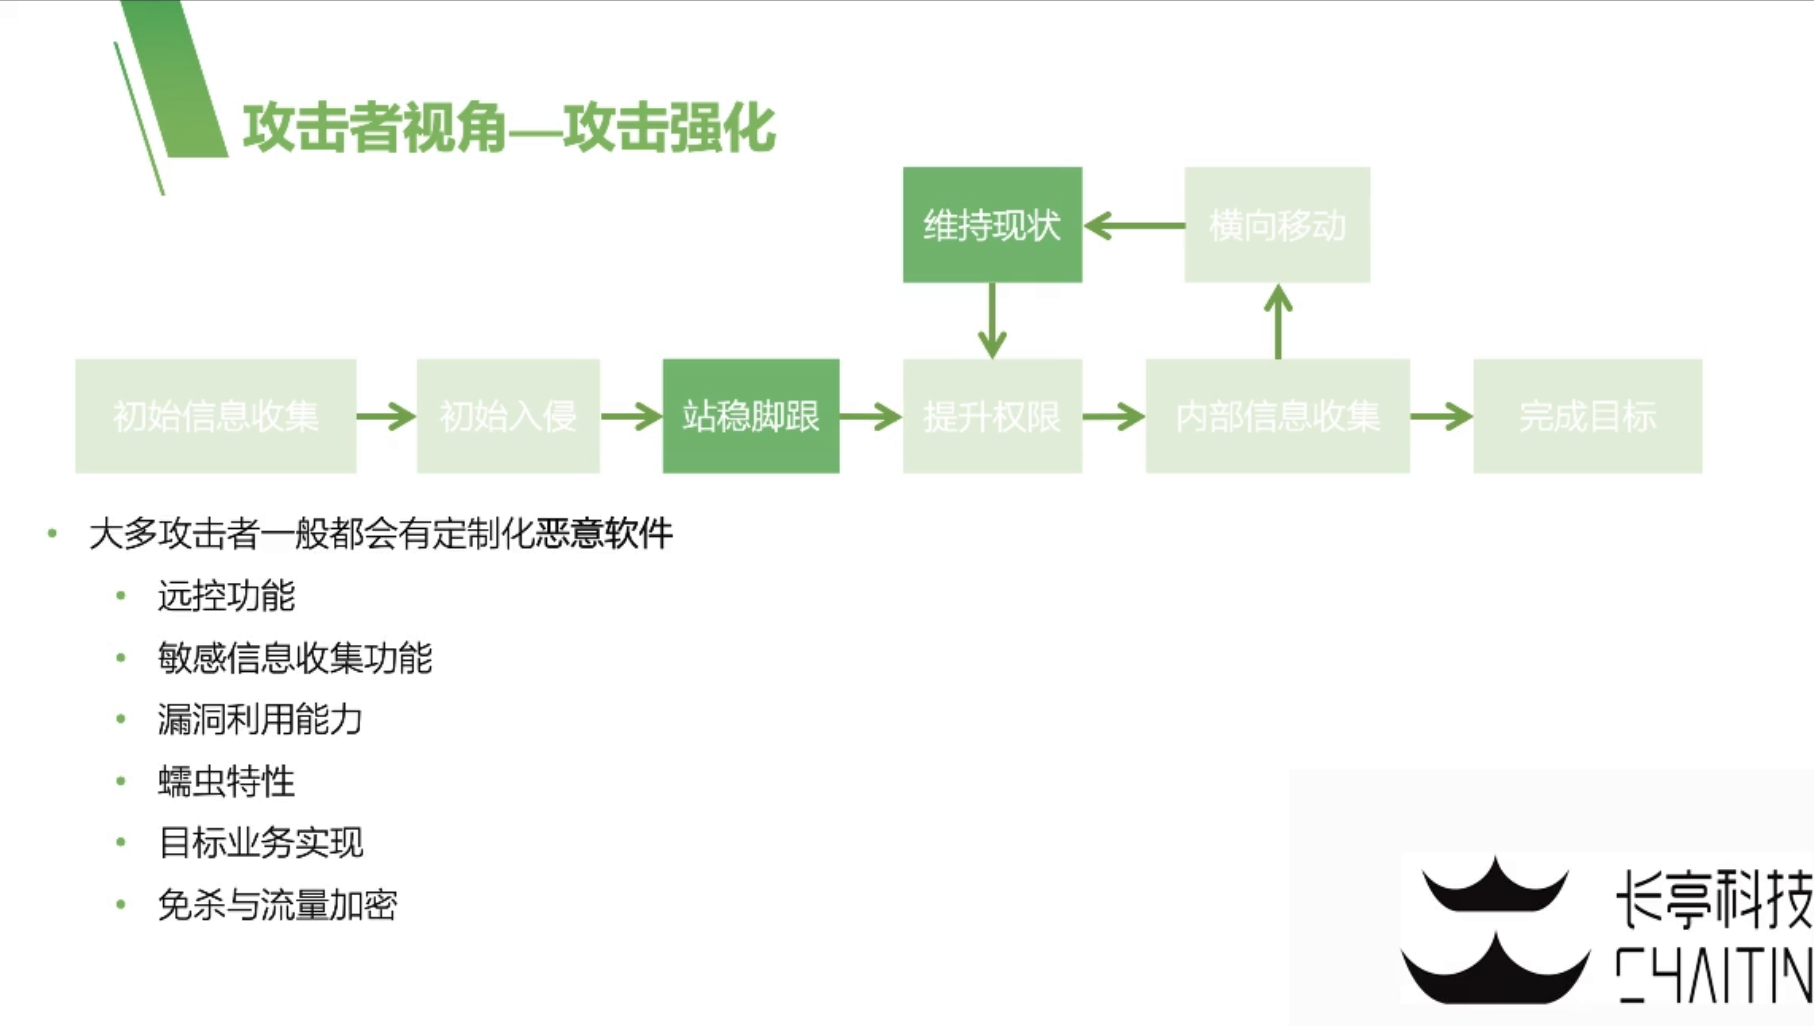 攻击者视角—攻击强化
维持现状
横向移动
初始信息收集
初始入侵
站稳脚跟
提升权限
内部信息收集
完成目标
• 大多攻击者一般都会有定制化恶意软件
• 远控功能
• 敏感信息收集功能
• 漏洞利用能力
• 蠕虫特性
• 目标业务实现
• 免杀与流量加密
长亭科技
CHAITIN